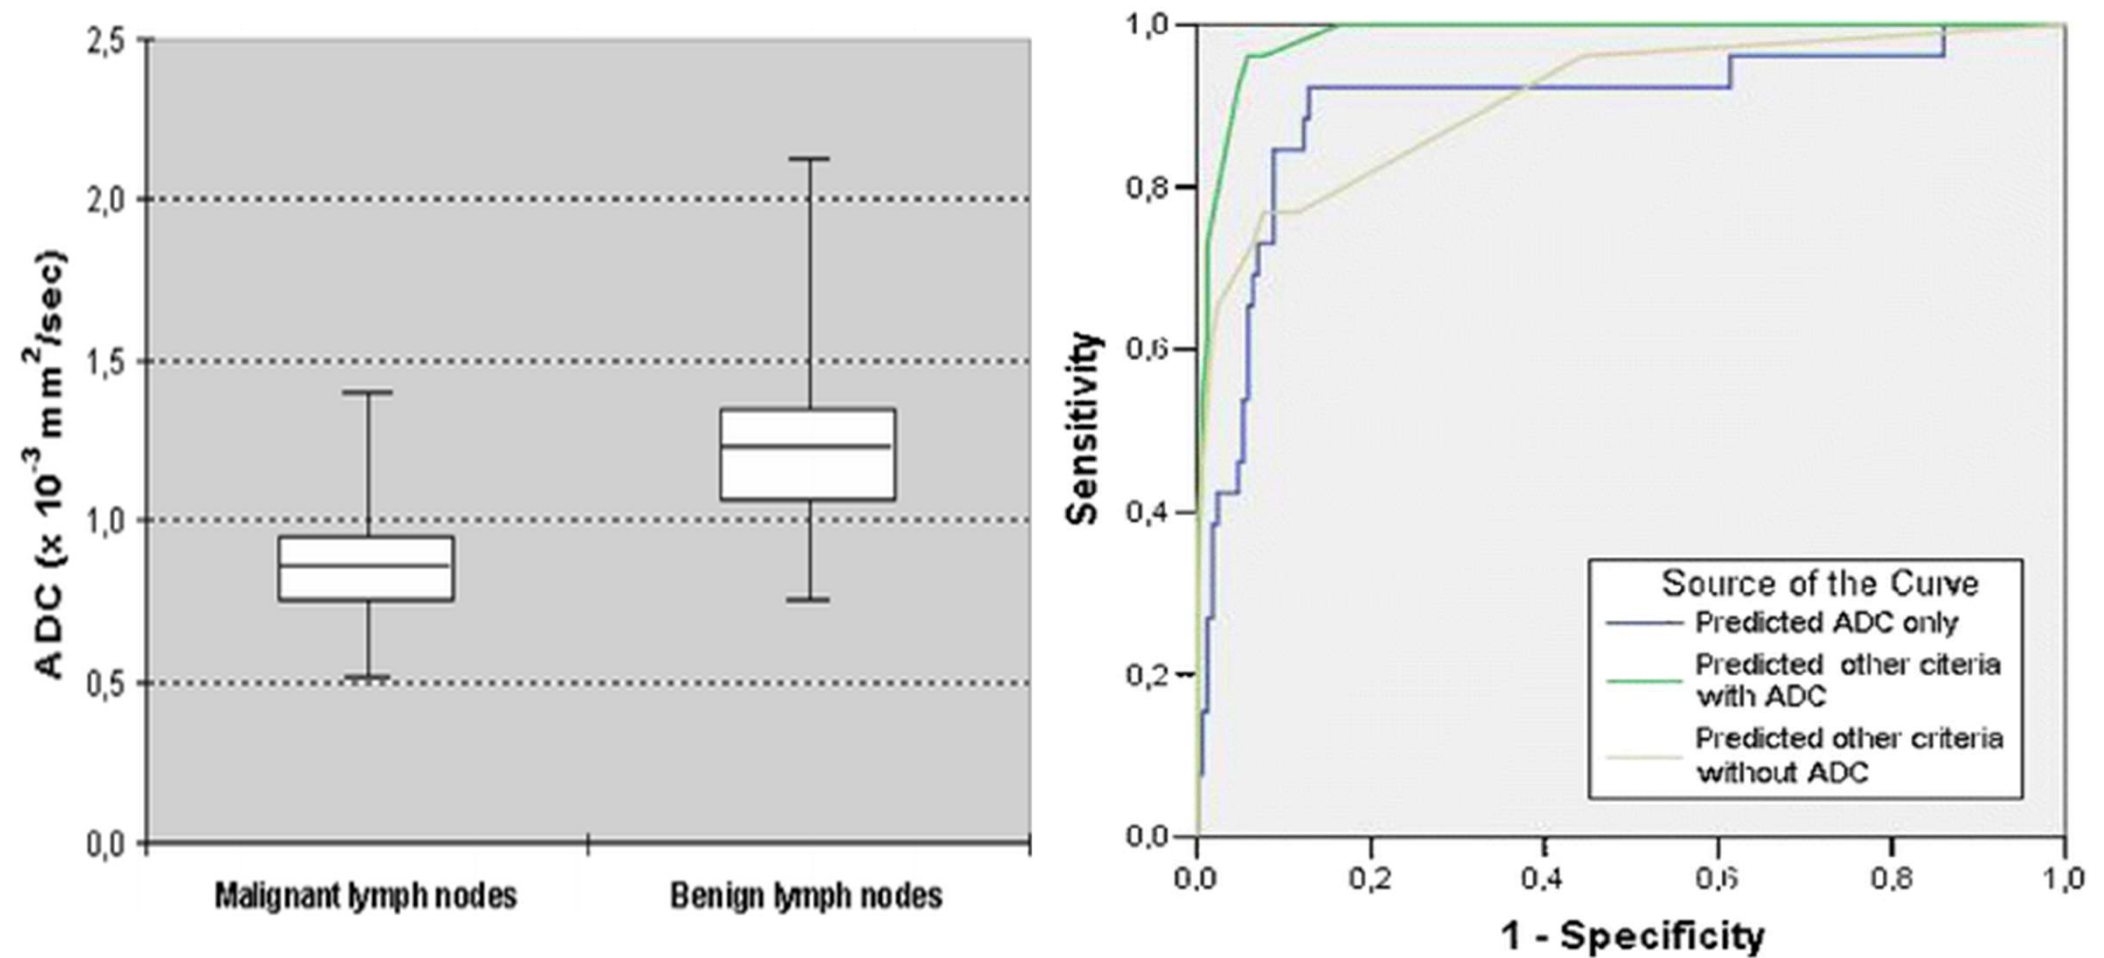 2,5
2,0
1,5
1,0
0,5
0,0
ADC (x 10⁻³ mm²/sec)
Malignant lymph nodes
Benign lymph nodes
1,0
0,8
0,6
0,4
0,2
0,0
Sensitivity
0,0
0,2
0,4
0,6
0,8
1,0
1 - Specificity
Source of the Curve
Predicted ADC only
Predicted other citeria
with ADC
Predicted other criteria
without ADC